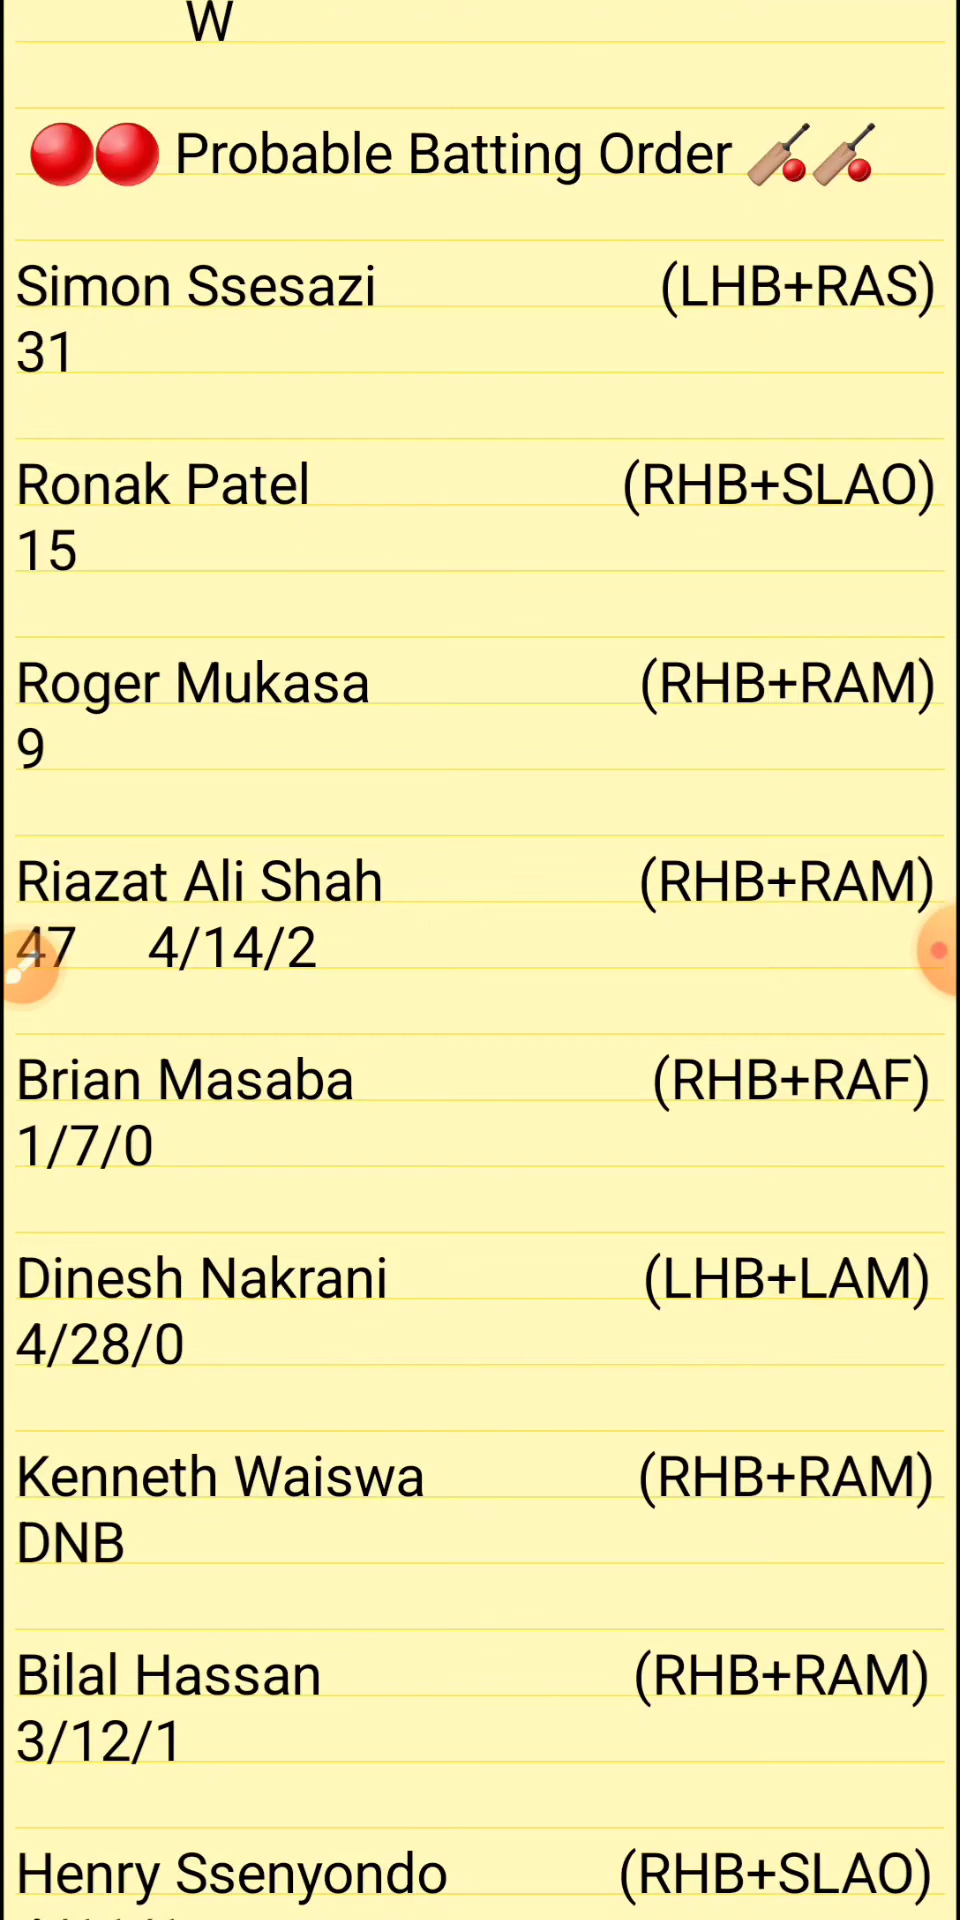 W
🔴🔴 Probable Batting Order 🏏🏏
Simon Ssesazi (LHB+RAS)
31
Ronak Patel (RHB+SLAO)
15
Roger Mukasa (RHB+RAM)
9
Riazat Ali Shah (RHB+RAM)
47 4/14/2
Brian Masaba (RHB+RAF)
1/7/0
Dinesh Nakrani (LHB+LAM)
4/28/0
Kenneth Waiswa (RHB+RAM)
DNB
Bilal Hassan (RHB+RAM)
3/12/1
Henry Ssenyondo (RHB+SLAO)